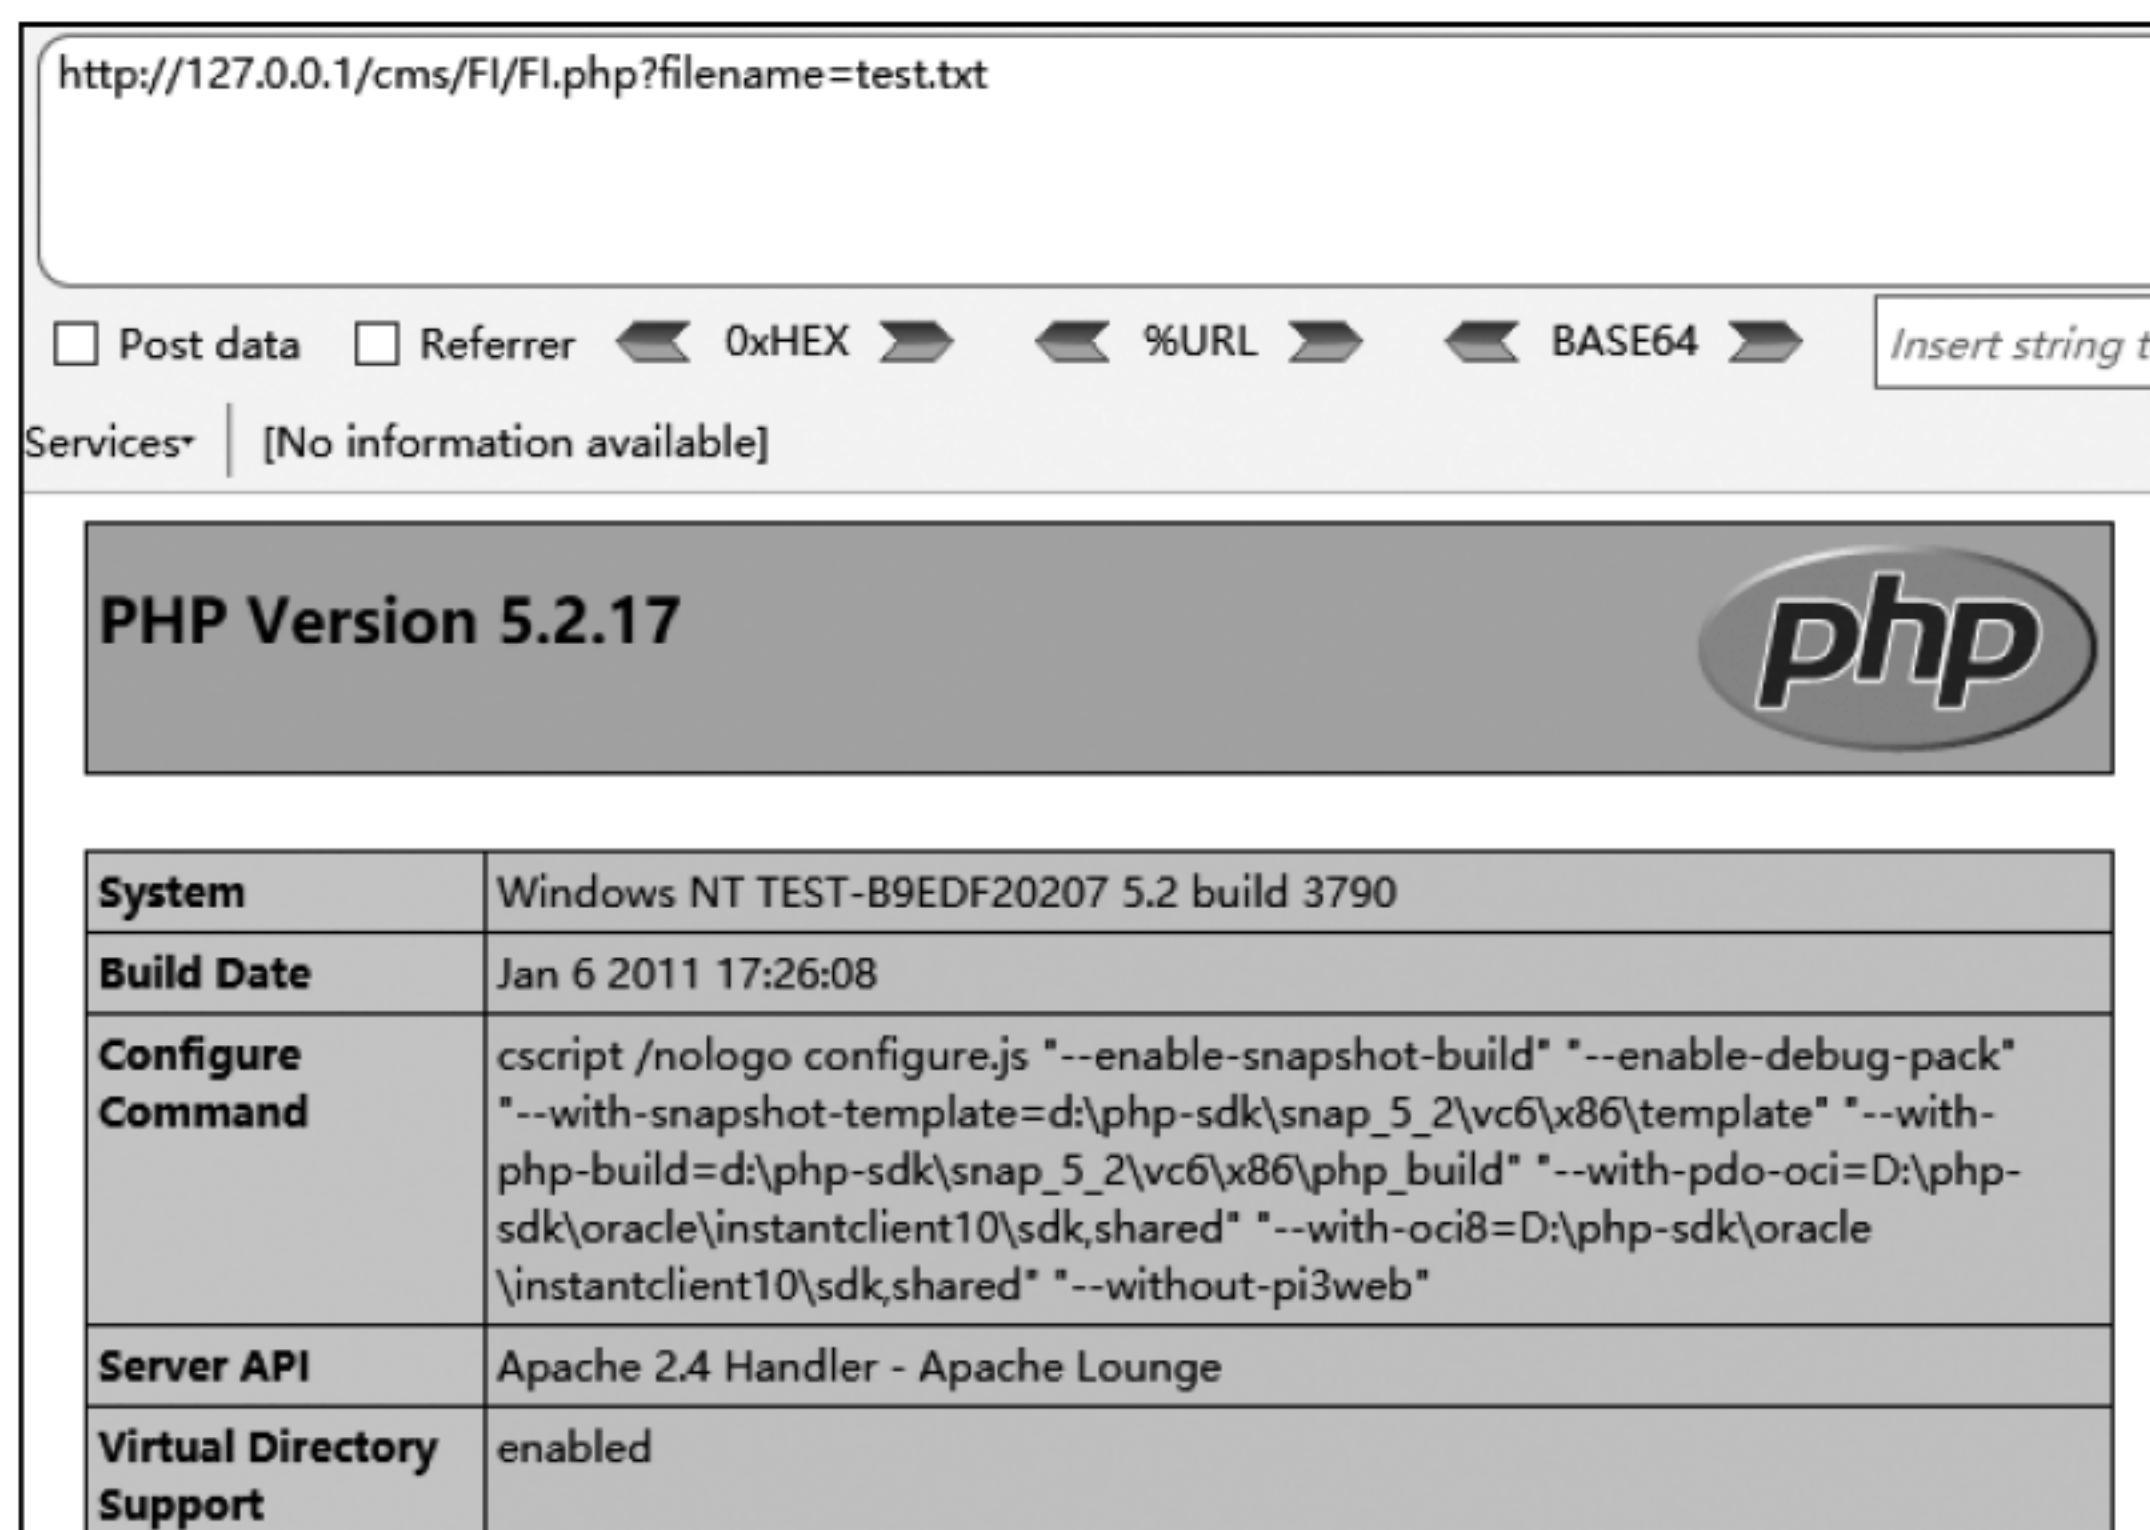 http://127.0.0.1/cms/FI/FI.php?filename=test.txt
Post data Referrer 0xHEX %URL BASE64 Insert string t
Services [No information available]
PHP Version 5.2.17
php
System Windows NT TEST-B9EDF20207 5.2 build 3790
Build Date Jan 6 2011 17:26:08
Configure Command cscript /nologo configure.js "--enable-snapshot-build" "--enable-debug-pack"
"--with-snapshot-template=d:\php-sdk\snap_5_2\vc6\x86\template" "--with-
php-build=d:\php-sdk\snap_5_2\vc6\x86\php_build" "--with-pdo-oci=D:\php-
sdk\oracle\instantclient10\sdk,shared" "--with-oci8=D:\php-sdk\oracle
\instantclient10\sdk,shared" "--without-pi3web"
Server API Apache 2.4 Handler - Apache Lounge
Virtual Directory Support enabled